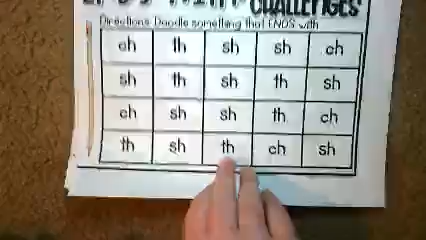 CHALLENGES
Directions: Doodle something that ENDS with
ch th sh sh ch
th th sh th sh
ch sh sh th ch
th sh th ch sh